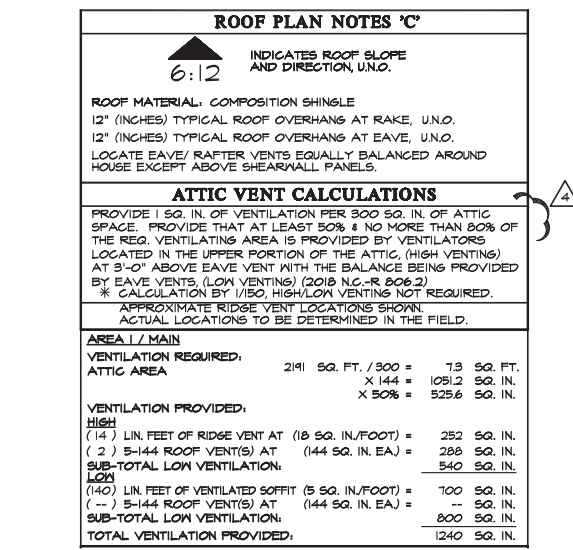 ROOF PLAN NOTES 'C'
6:12
INDICATES ROOF SLOPE
AND DIRECTION, U.N.O.
ROOF MATERIAL: COMPOSITION SHINGLE
12" (INCHES) TYPICAL ROOF OVERHANG AT RAKE, U.N.O.
12" (INCHES) TYPICAL ROOF OVERHANG AT EAVE, U.N.O.
LOCATE EAVE/ RAFTER VENTS EQUALLY BALANCED AROUND
HOUSE EXCEPT ABOVE SHEARWALL PANELS.
ATTIC VENT CALCULATIONS
4
PROVIDE 1 SQ. IN. OF VENTILATION PER 300 SQ. IN. OF ATTIC
SPACE. PROVIDE THAT AT LEAST 50% & NO MORE THAN 80% OF
THE REQ. VENTILATING AREA IS PROVIDED BY VENTILATORS
LOCATED IN THE UPPER PORTION OF THE ATTIC, (HIGH VENTING)
AT 3'-0" ABOVE EAVE VENT WITH THE BALANCE BEING PROVIDED
BY EAVE VENTS, (LOW VENTING) (2018 N.C.-R 806.2)
* CALCULATION BY 1/150, HIGH/LOW VENTING NOT REQUIRED.
APPROXIMATE RIDGE VENT LOCATIONS SHOWN.
ACTUAL LOCATIONS TO BE DETERMINED IN THE FIELD.
AREA 1 / MAIN
VENTILATION REQUIRED:
ATTIC AREA 2191 SQ. FT. / 300 = 7.3 SQ. FT.
X 144 = 1051.2 SQ. IN.
X 50% = 525.6 SQ. IN.
VENTILATION PROVIDED:
HIGH
( 14 ) LIN. FEET OF RIDGE VENT AT (18 SQ. IN./FOOT) = 252 SQ. IN.
( 2 ) 5-144 ROOF VENT(S) AT (144 SQ. IN. EA.) = 288 SQ. IN.
SUB-TOTAL LOW VENTILATION: 540 SQ. IN.
LOW
(140) LIN. FEET OF VENTILATED SOFFIT (5 SQ. IN./FOOT) = 700 SQ. IN.
( -- ) 5-144 ROOF VENT(S) AT (144 SQ. IN. EA.) = -- SQ. IN.
SUB-TOTAL LOW VENTILATION: 800 SQ. IN.
TOTAL VENTILATION PROVIDED: 1240 SQ. IN.